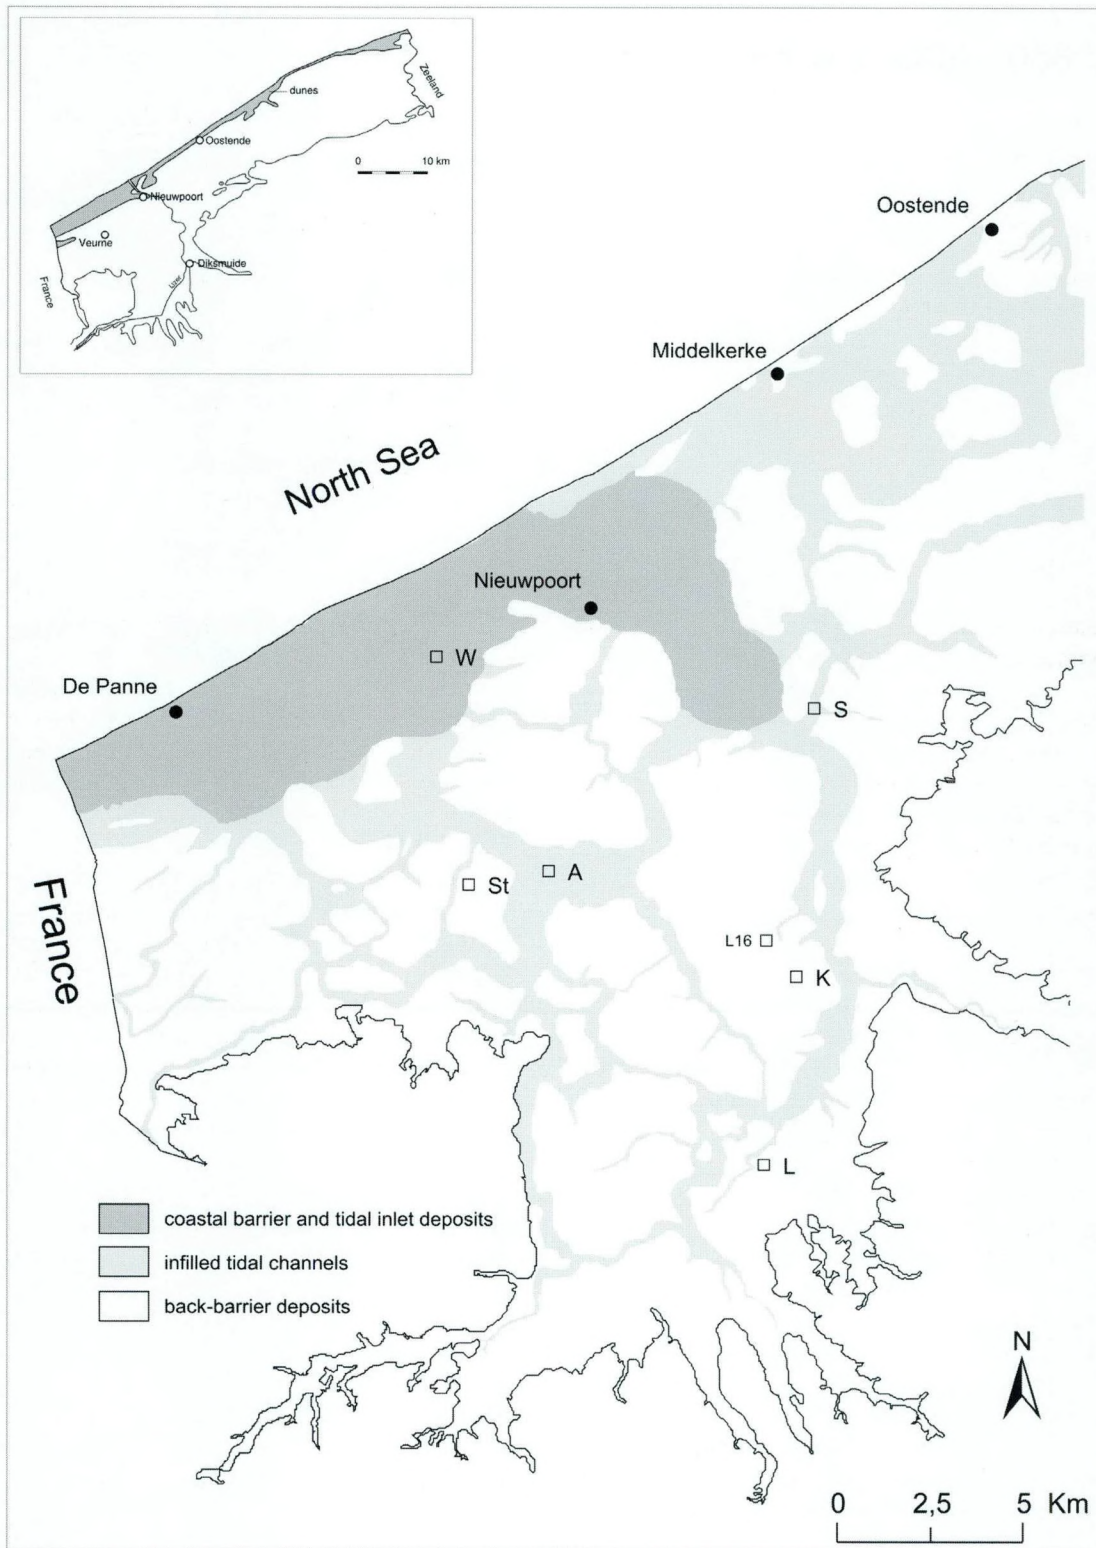 Zeeland
dunes
Oostende
0 10 km
Nieuwpoort
Veurne
Diksmuide
IJzer
France
Oostende
Middelkerke
North Sea
Nieuwpoort
W
De Panne
S
A
St
L16
K
France
L
coastal barrier and tidal inlet deposits
infilled tidal channels
back-barrier deposits
N
0 2,5 5 Km